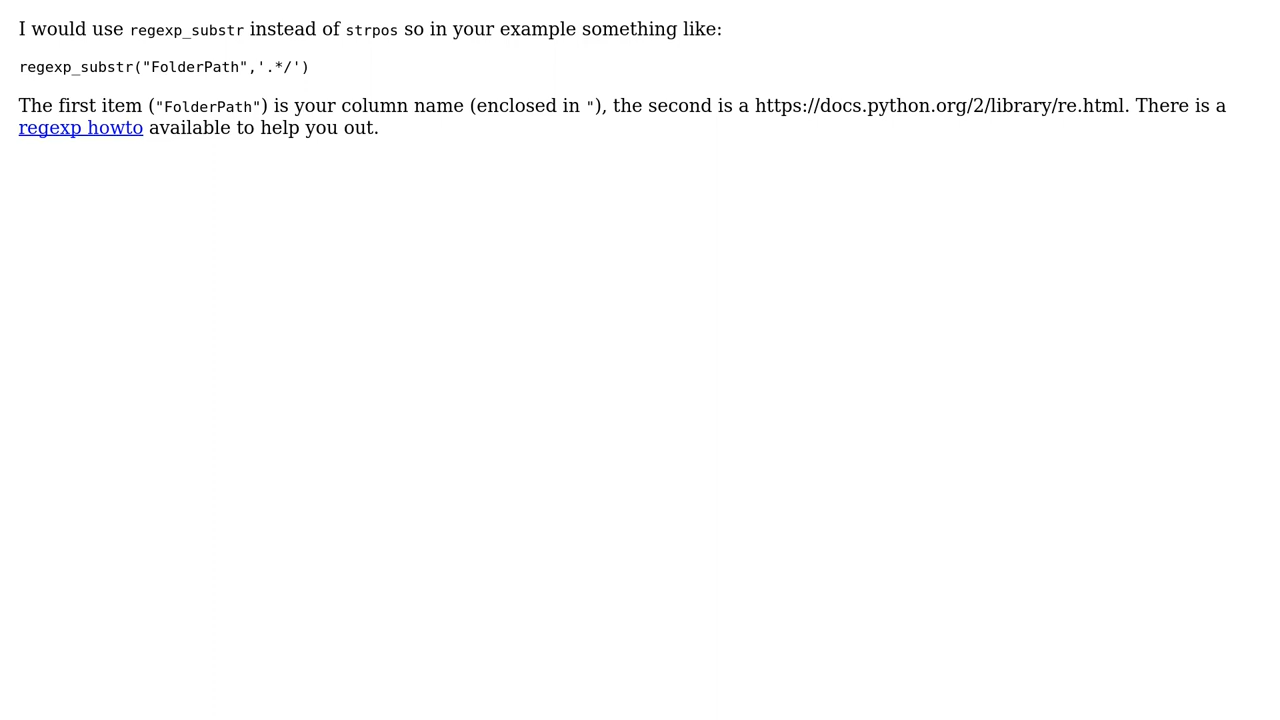 I would use regexp_substr instead of strpos so in your example something like:
regexp_substr("FolderPath",'.*/')
The first item ("FolderPath") is your column name (enclosed in "), the second is a https://docs.python.org/2/library/re.html. There is a
regexp howto available to help you out.